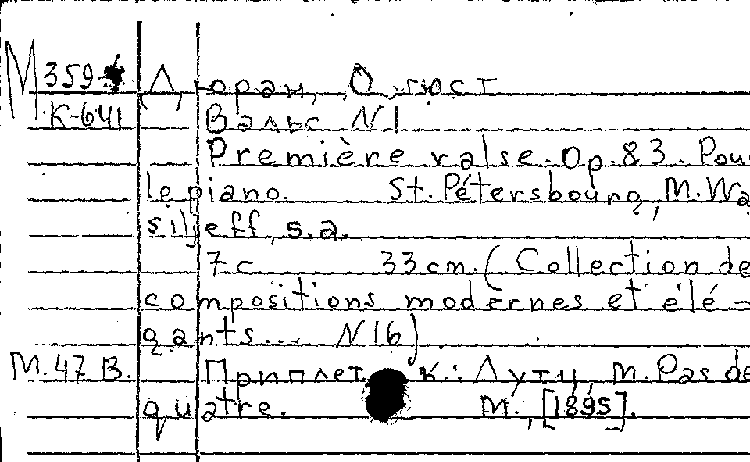 М 359-
К-641
Дюран, Огюст
Вальс N1
Première valse. Op. 83. Pour
le piano. St. Pétersbourg, M. Wa
siljeff, s.a.
7 с 33 cm. (Collection de
compositions modernes et élé-
gants... N16)
М.47 В. Приплет. к.: Лути, M. Pas de
quatre. М., [1895].